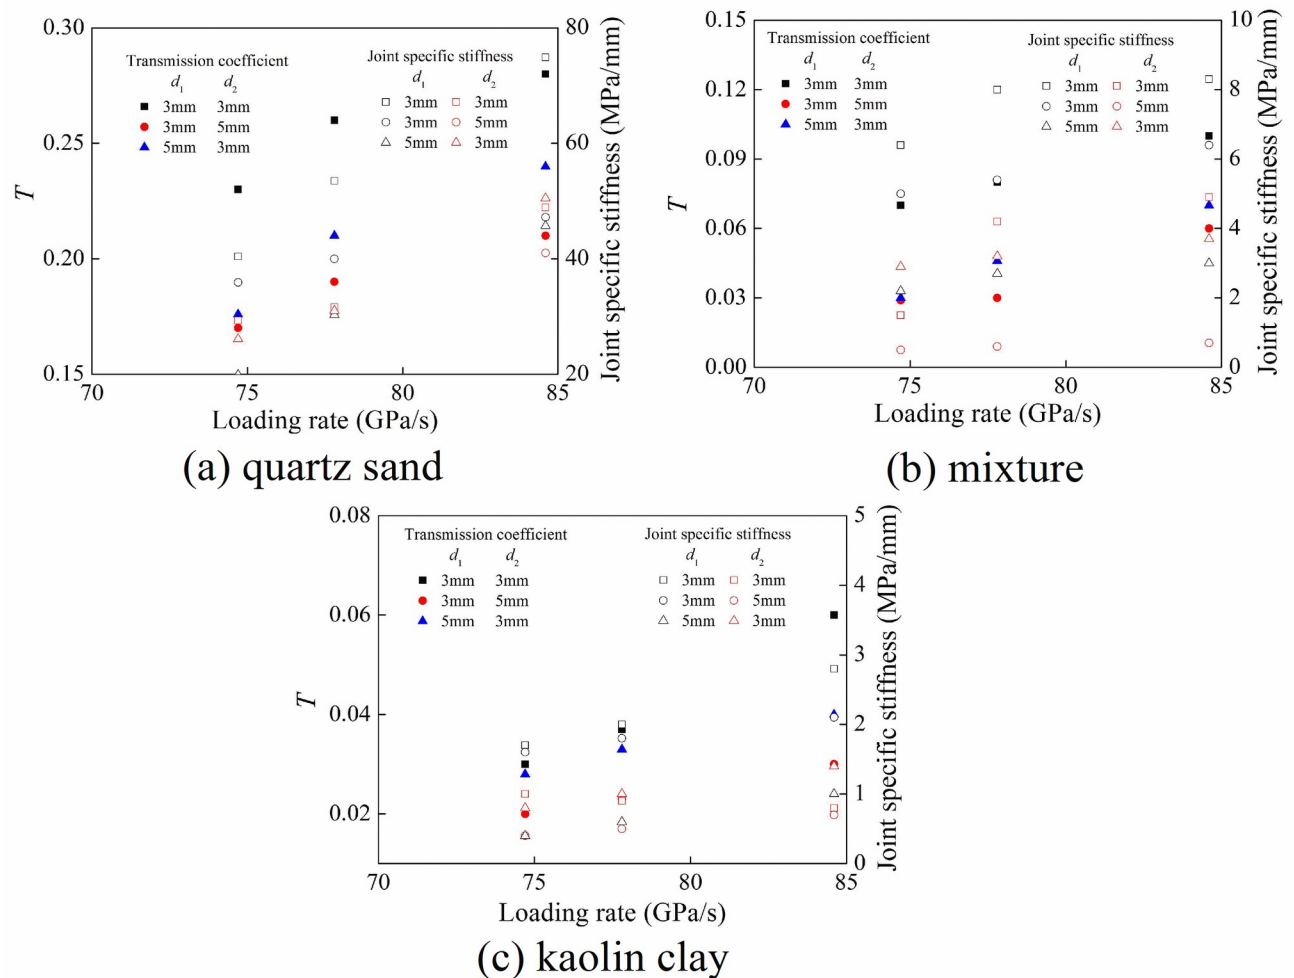 0.30
0.25
0.20
0.15
T
80
60
40
20
Joint specific stiffness (MPa/mm)
Transmission coefficient
d1 d2
3mm 3mm
3mm 5mm
5mm 3mm
Joint specific stiffness
d1 d2
3mm 3mm
3mm 5mm
5mm 3mm
70 75 80 85
Loading rate (GPa/s)
(a) quartz sand
0.15
0.12
0.09
0.06
0.03
0.00
T
10
8
6
4
2
0
Joint specific stiffness (MPa/mm)
Transmission coefficient
d1 d2
3mm 3mm
3mm 5mm
5mm 3mm
Joint specific stiffness
d1 d2
3mm 3mm
3mm 5mm
5mm 3mm
70 75 80 85
Loading rate (GPa/s)
(b) mixture
0.08
0.06
0.04
0.02
T
5
4
3
2
1
0
Joint specific stiffness (MPa/mm)
Transmission coefficient
d1 d2
3mm 3mm
3mm 5mm
5mm 3mm
Joint specific stiffness
d1 d2
3mm 3mm
3mm 5mm
5mm 3mm
70 75 80 85
Loading rate (GPa/s)
(c) kaolin clay